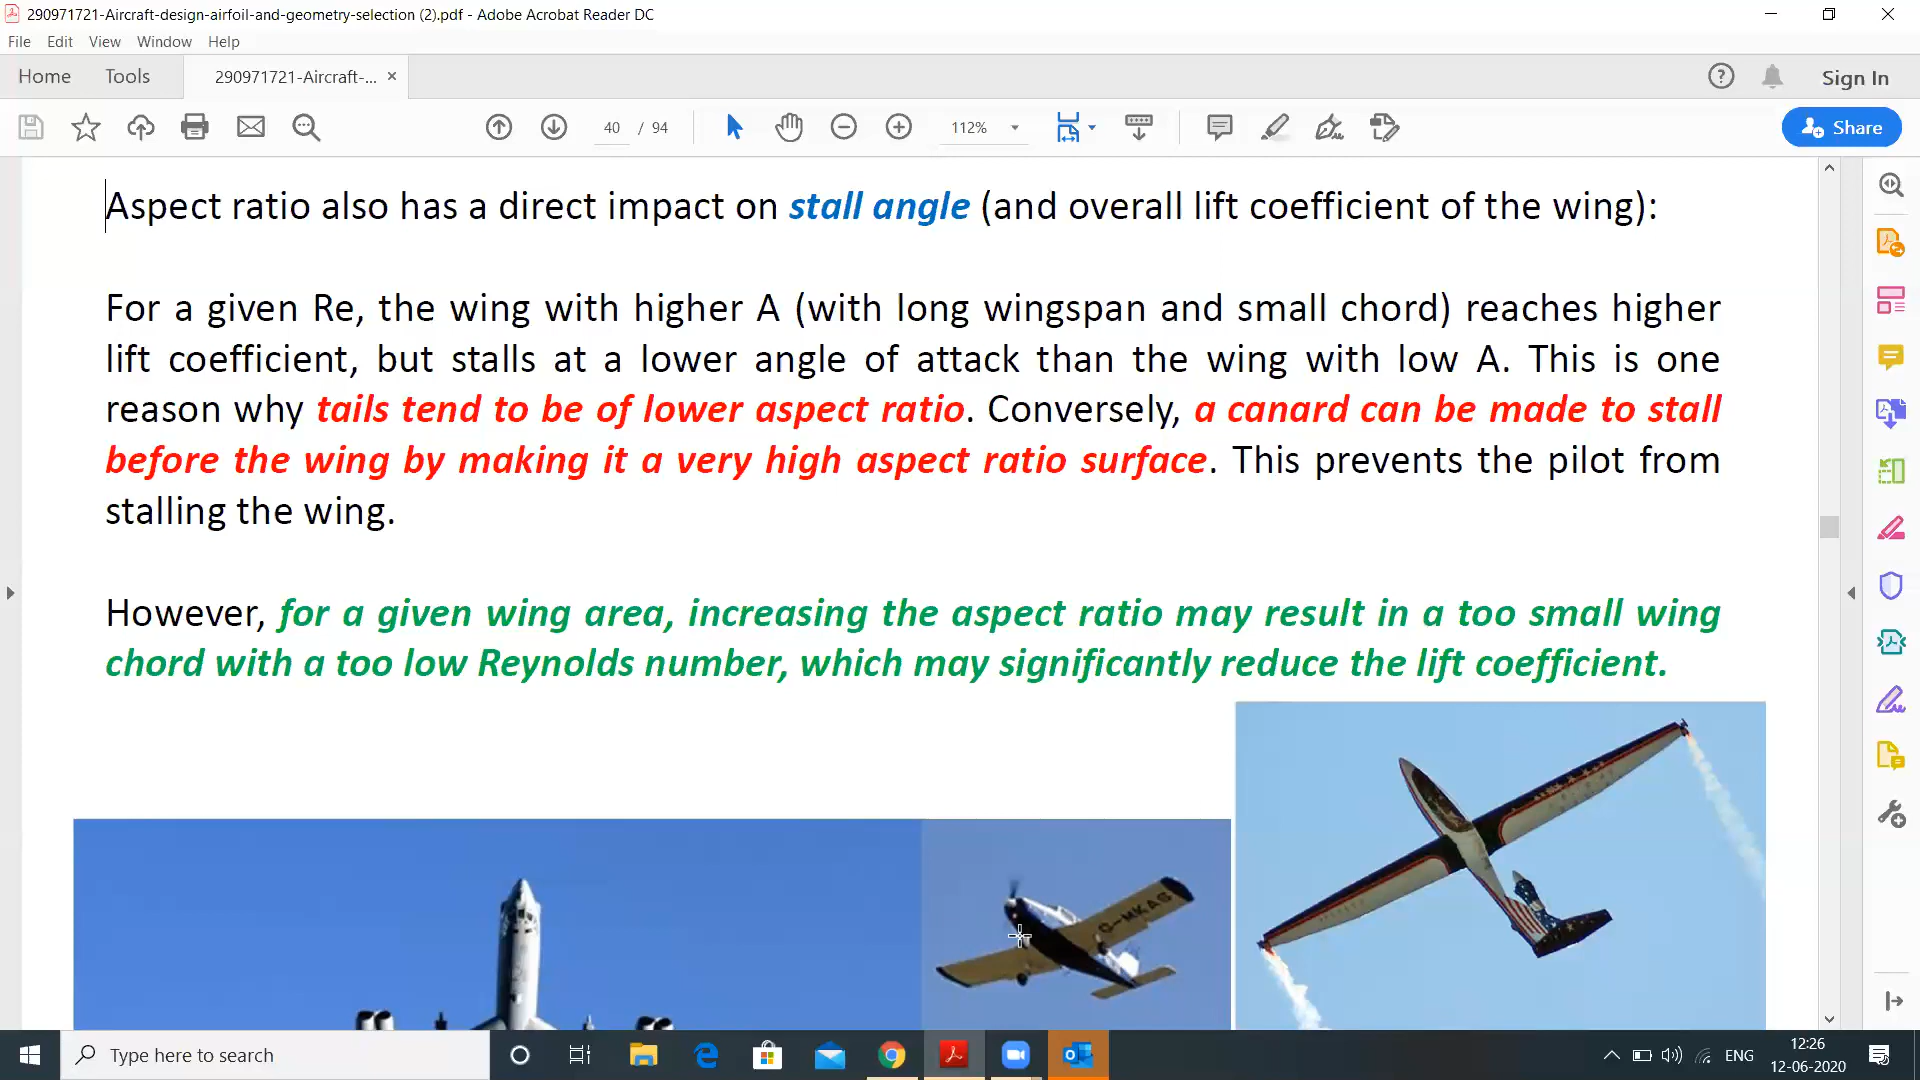 290971721-Aircraft-design-airfoil-and-geometry-selection (2).pdf - Adobe Acrobat Reader DC
File Edit View Window Help
Home Tools 290971721-Aircraft-... × Sign In
40 / 94 112% Share
Aspect ratio also has a direct impact on stall angle (and overall lift coefficient of the wing):
For a given Re, the wing with higher A (with long wingspan and small chord) reaches higher
lift coefficient, but stalls at a lower angle of attack than the wing with low A. This is one
reason why tails tend to be of lower aspect ratio. Conversely, a canard can be made to stall
before the wing by making it a very high aspect ratio surface. This prevents the pilot from
stalling the wing.
However, for a given wing area, increasing the aspect ratio may result in a too small wing
chord with a too low Reynolds number, which may significantly reduce the lift coefficient.
G-MKAS
Type here to search
ENG
12:26
12-06-2020